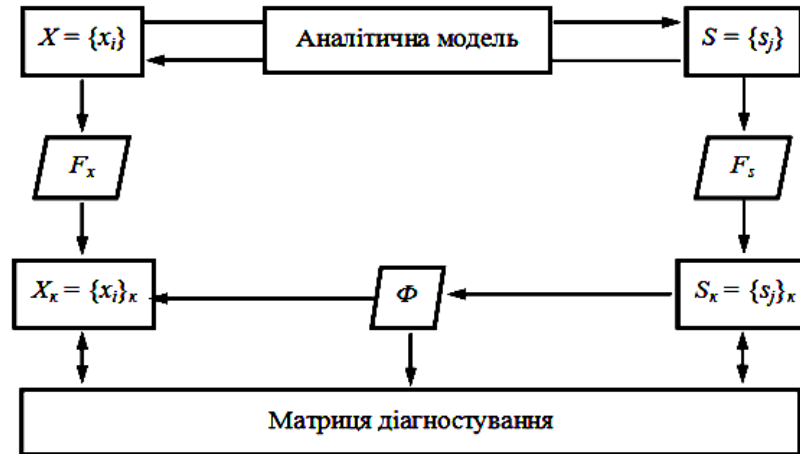 X = {xᵢ}
Аналітична модель
S = {sⱼ}
Fₓ
Fₛ
Xₖ = {xᵢ}ₖ
Φ
Sₖ = {sⱼ}ₖ
Матриця діагностування